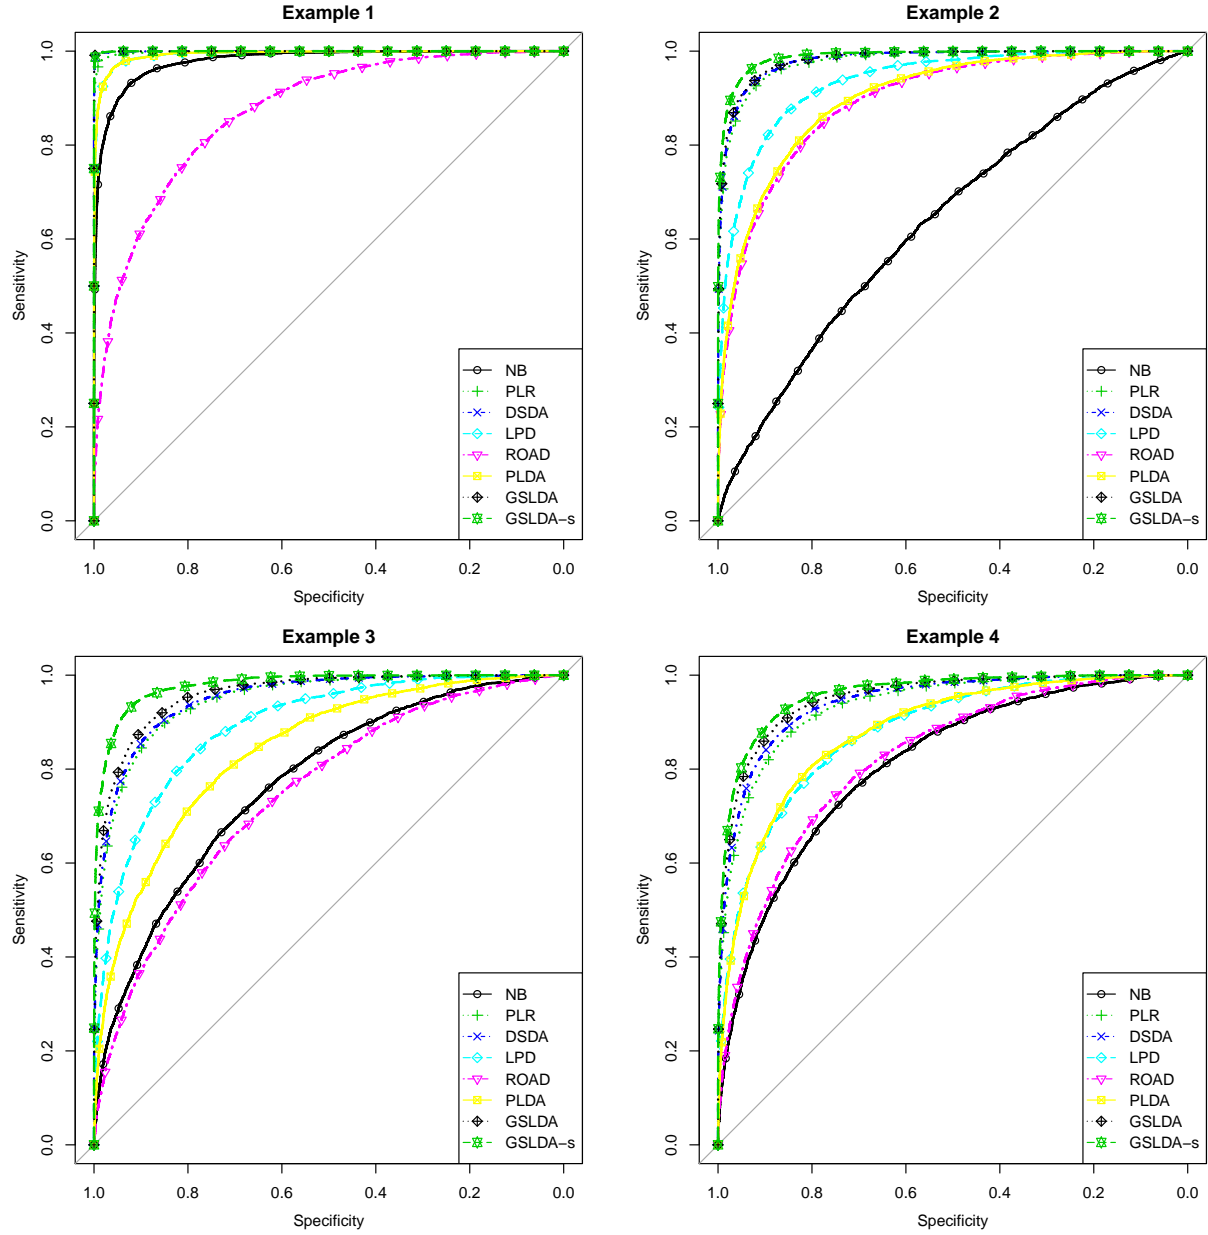 Example 1
Sensitivity
1.0
0.8
0.6
0.4
0.2
0.0
NB
PLR
DSDA
LPD
ROAD
PLDA
GSLDA
GSLDA-s
1.0 0.8 0.6 0.4 0.2 0.0
Specificity
Example 2
Sensitivity
1.0
0.8
0.6
0.4
0.2
0.0
NB
PLR
DSDA
LPD
ROAD
PLDA
GSLDA
GSLDA-s
1.0 0.8 0.6 0.4 0.2 0.0
Specificity
Example 3
Sensitivity
1.0
0.8
0.6
0.4
0.2
0.0
NB
PLR
DSDA
LPD
ROAD
PLDA
GSLDA
GSLDA-s
1.0 0.8 0.6 0.4 0.2 0.0
Specificity
Example 4
Sensitivity
1.0
0.8
0.6
0.4
0.2
0.0
NB
PLR
DSDA
LPD
ROAD
PLDA
GSLDA
GSLDA-s
1.0 0.8 0.6 0.4 0.2 0.0
Specificity